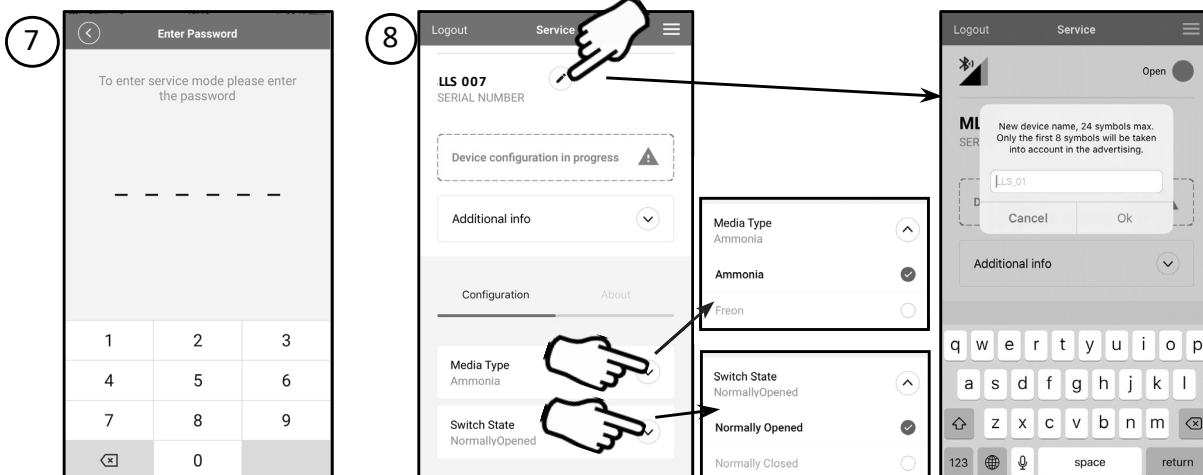 7
Enter Password
To enter service mode please enter
the password
1 2 3
4 5 6
7 8 9
0
8
Logout Service
LLS 007
SERIAL NUMBER
Device configuration in progress
Additional info
Configuration About
Media Type
Ammonia
Switch State
NormallyOpened
Media Type
Ammonia
Ammonia
Freon
Switch State
NormallyOpened
Normally Opened
Normally Closed
Logout Service
Open
ML
SER
New device name, 24 symbols max.
Only the first 8 symbols will be taken
into account in the advertising.
LLS_01
D
Cancel Ok
Additional info
q w e r t y u i o p
a s d f g h j k l
z x c v b n m
123 space return